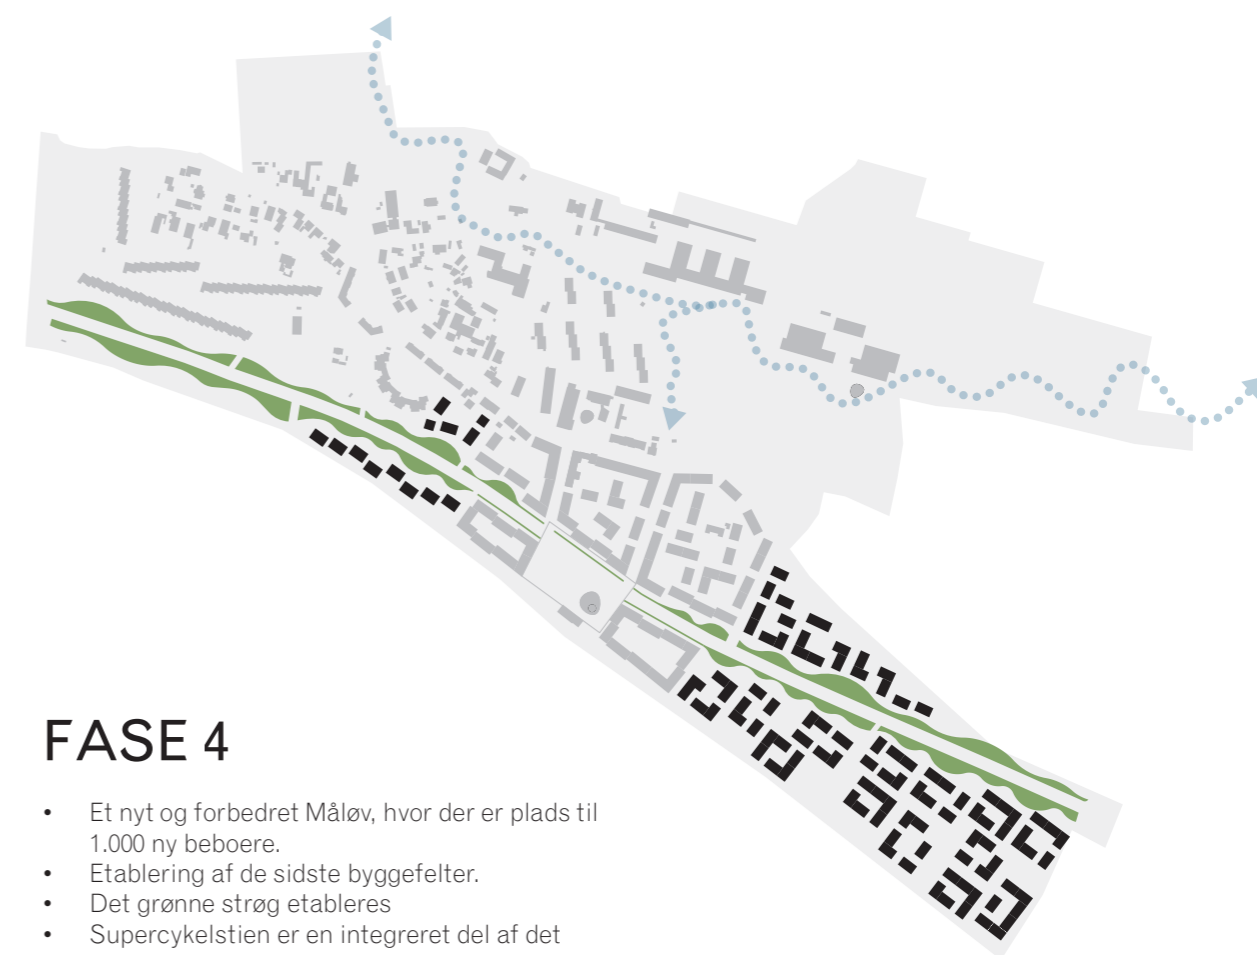 FASE 4
• Et nyt og forbedret Måløv, hvor der er plads til
1.000 ny beboere.
• Etablering af de sidste byggefelter.
• Det grønne strøg etableres
• Supercykelstien er en integreret del af det